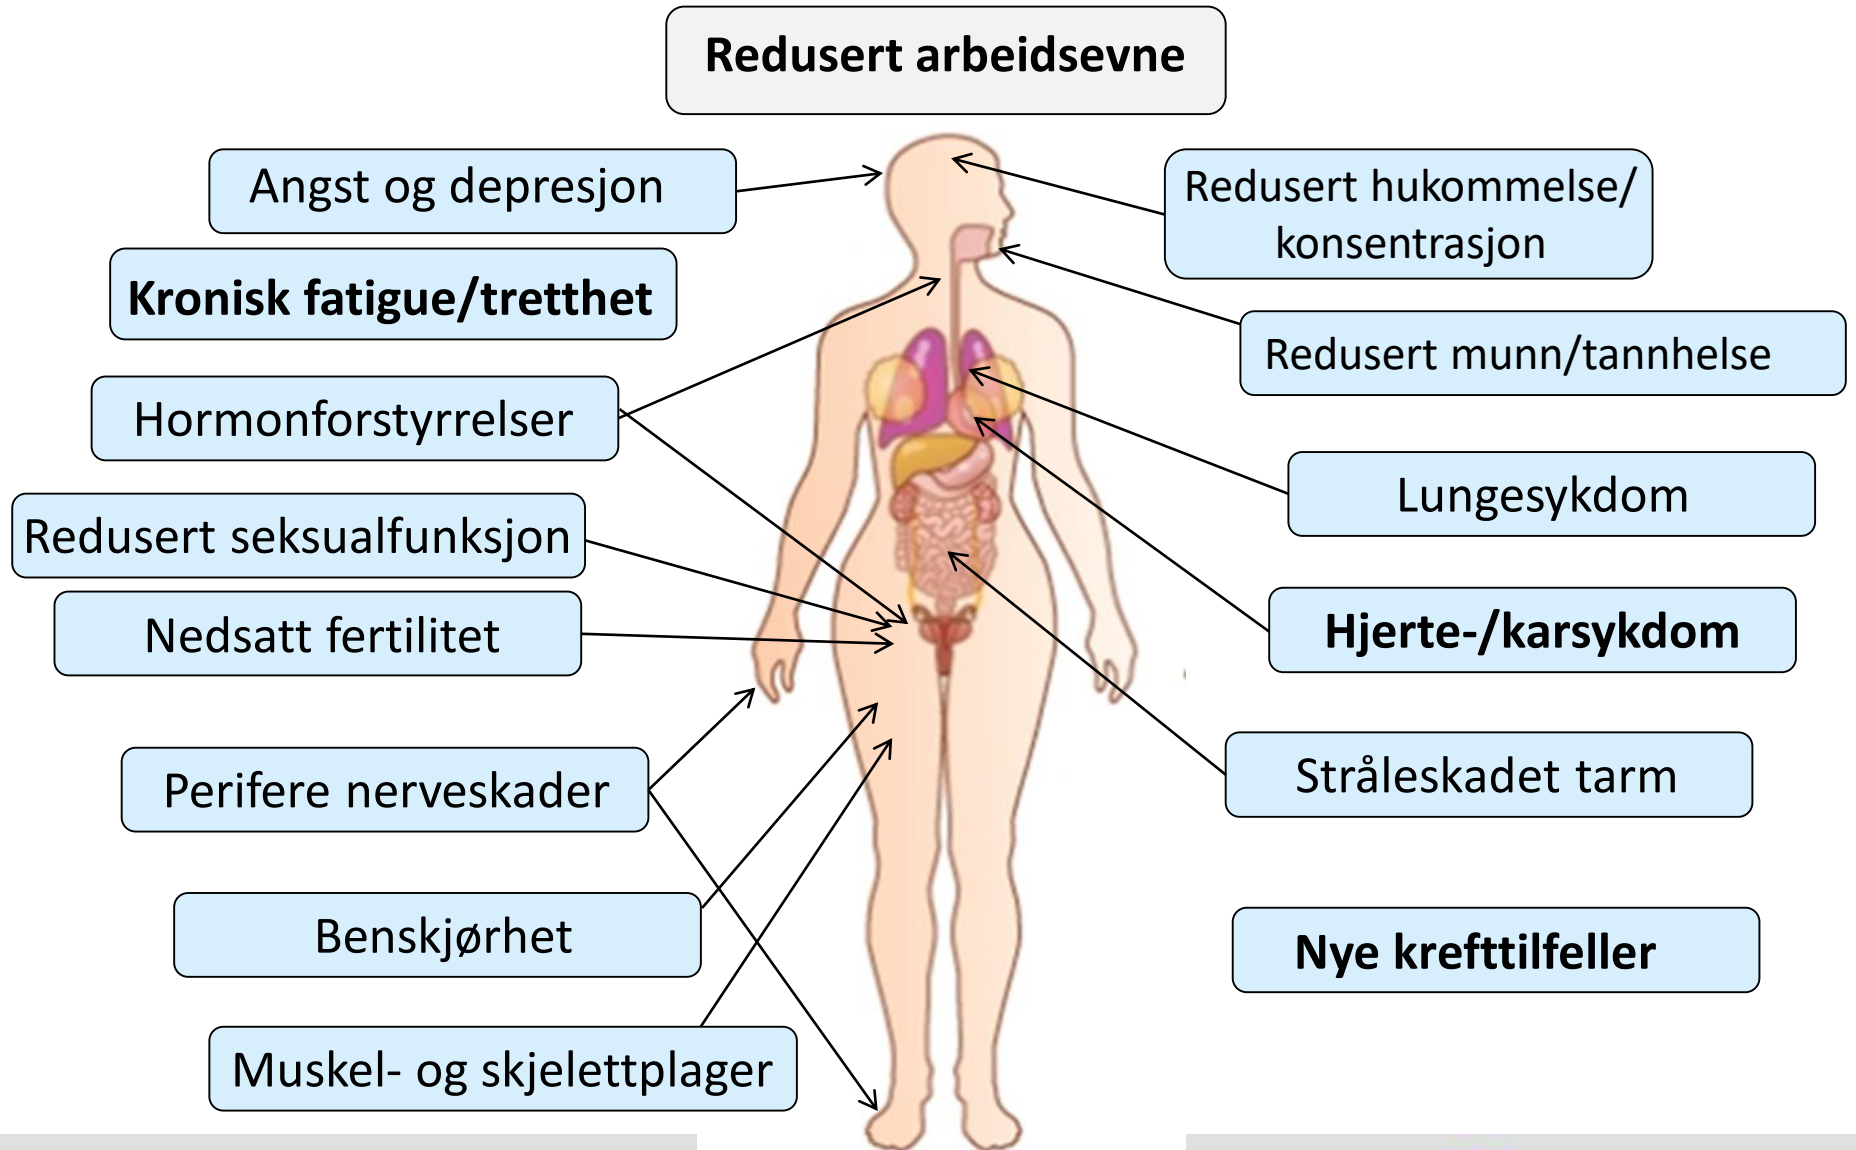 Redusert arbeidsevne
Angst og depresjon
Kronisk fatigue/tretthet
Hormonforstyrrelser
Redusert seksualfunksjon
Nedsatt fertilitet
Perifere nerveskader
Benskjørhet
Muskel- og skjelettplager
Redusert hukommelse/
konsentrasjon
Redusert munn/tannhelse
Lungesykdom
Hjerte-/karsykdom
Stråleskadet tarm
Nye krefttilfeller